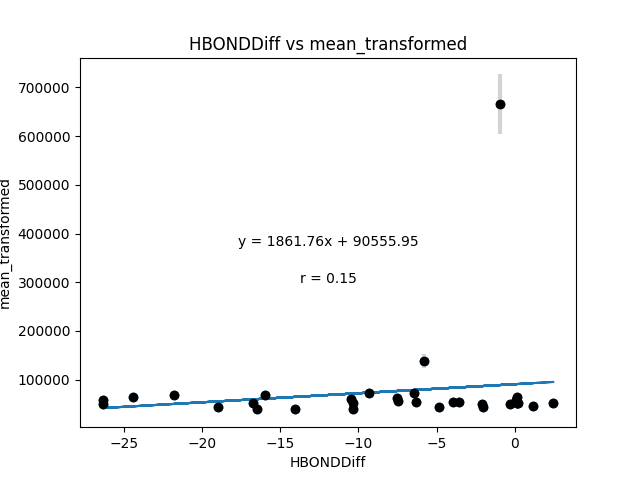 HBONDDiff vs mean_transformed
700000
600000
500000
400000
300000
200000
100000
mean_transformed
y = 1861.76x + 90555.95
r = 0.15
−25 −20 −15 −10 −5 0
HBONDDiff